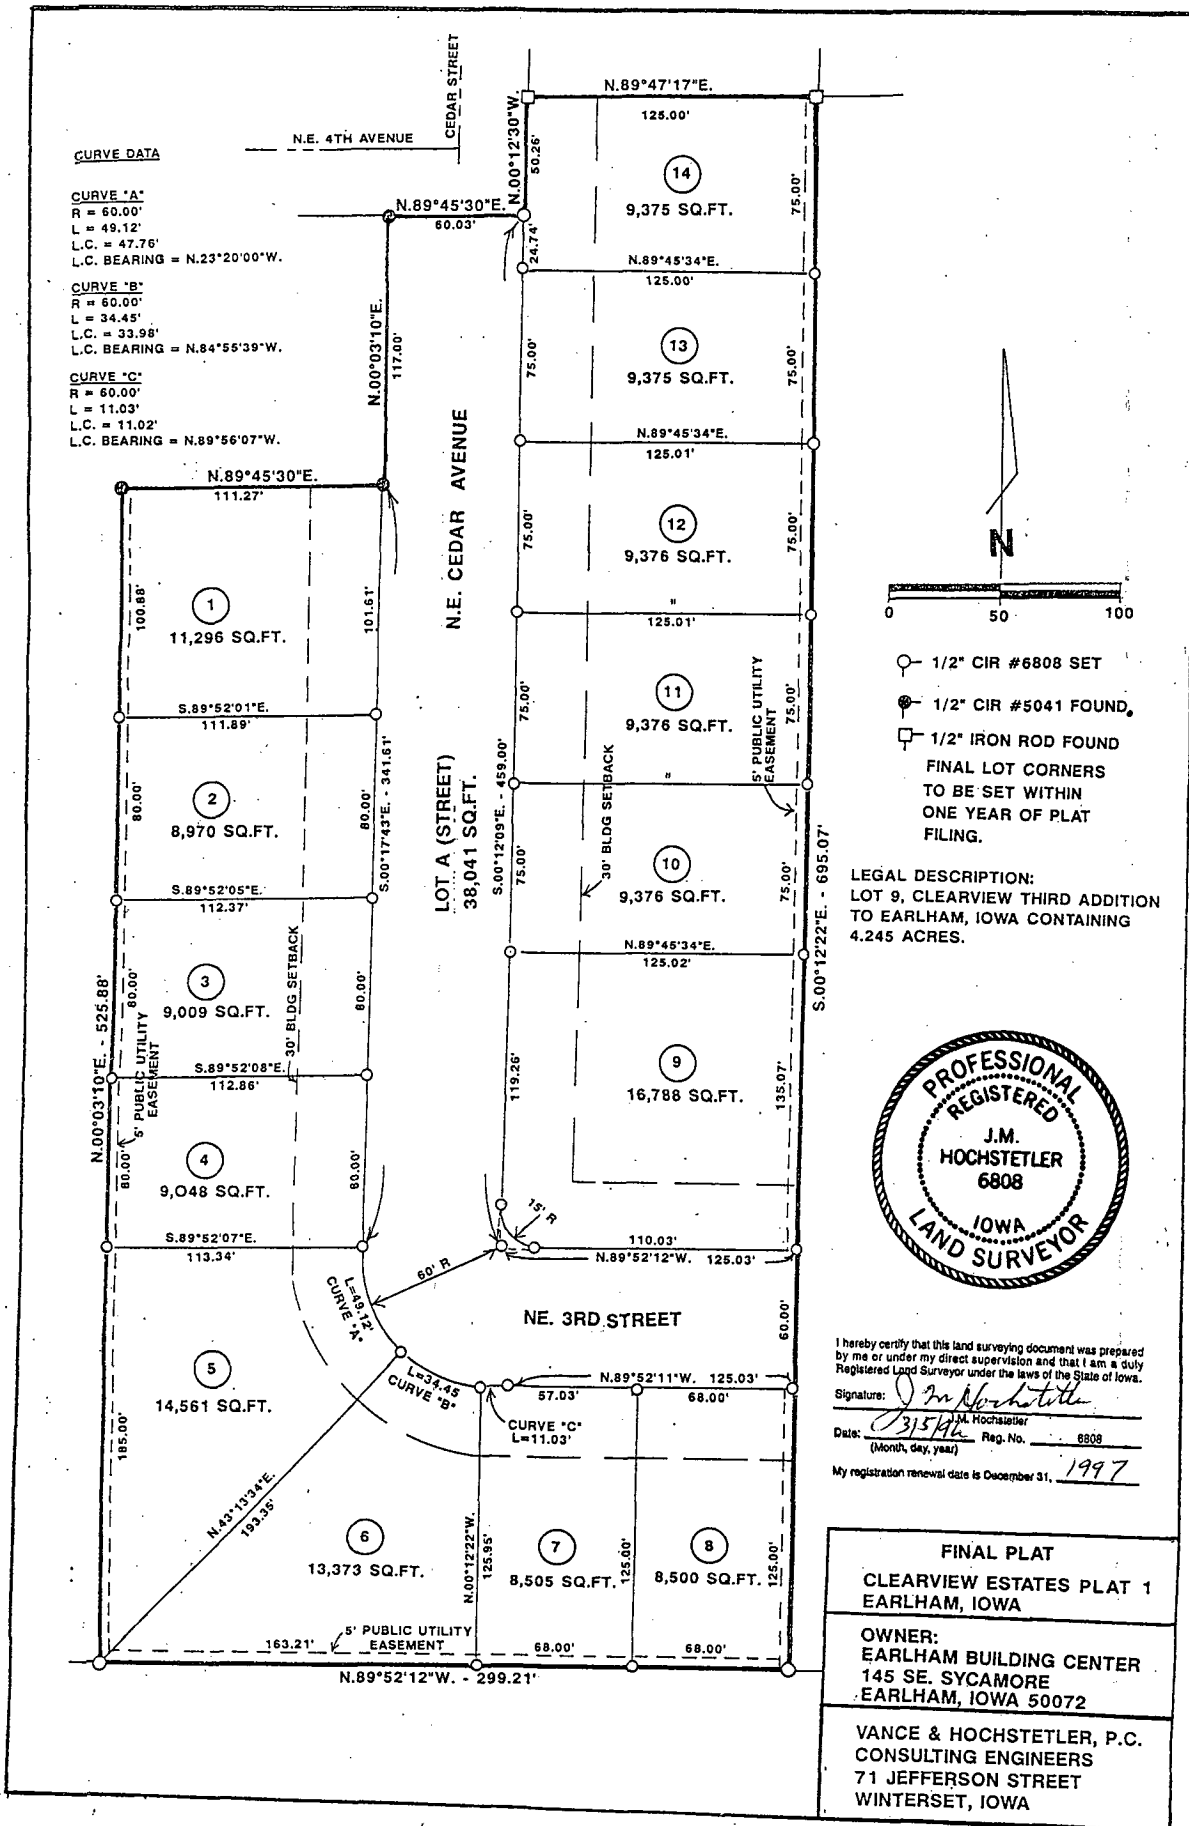 CEDAR STREET
N.E. 4TH AVENUE
CURVE DATA
CURVE "A"
R = 60.00'
L = 49.12'
L.C. = 47.76'
L.C. BEARING = N.23°20'00"W.
CURVE "B"
R = 60.00'
L = 34.45'
L.C. = 33.98'
L.C. BEARING = N.84°55'39"W.
CURVE "C"
R = 60.00'
L = 11.03'
L.C. = 11.02'
L.C. BEARING = N.89°56'07"W.
N.89°47'17"E.
125.00'
N.00°12'30"W.
50.26'
14
9,375 SQ.FT.
75.00'
N.89°45'30"E.
60.03'
24.74'
N.89°45'34"E.
125.00'
N.00°03'10"E.
117.00'
13
9,375 SQ.FT.
75.00'
75.00'
N.89°45'34"E.
125.01'
N.89°45'30"E.
111.27'
N.E. CEDAR AVENUE
12
9,376 SQ.FT.
75.00'
75.00'
"
125.01'
1
11,296 SQ.FT.
100.88'
101.61'
S.89°52'01"E.
111.89'
11
9,376 SQ.FT.
75.00'
75.00'
5' PUBLIC UTILITY
EASEMENT
"
LOT A (STREET)
38,041 SQ.FT.
S.00°12'09"E. - 459.00'
S.00°17'43"E. - 341.61'
30' BLDG SETBACK
2
8,970 SQ.FT.
80.00'
80.00'
S.89°52'05"E.
112.37'
10
9,376 SQ.FT.
75.00'
75.00'
N.89°45'34"E.
125.02'
S.00°12'22"E. - 695.07'
3
9,009 SQ.FT.
80.00'
80.00'
30' BLDG SETBACK
S.89°52'08"E.
112.86'
N.00°03'10"E. - 525.88'
5' PUBLIC UTILITY
EASEMENT
9
16,788 SQ.FT.
119.26'
135.07'
4
9,048 SQ.FT.
80.00'
80.00'
S.89°52'07"E.
113.34'
15' R
110.03'
N.89°52'12"W. 125.03'
60' R
L=49.12'
CURVE "A"
NE. 3RD STREET
60.00'
L=34.45
CURVE "B"
N.89°52'11"W. 125.03'
57.03'
68.00'
CURVE "C"
L=11.03'
5
14,561 SQ.FT.
185.00'
N.43°13'34"E.
193.35'
6
13,373 SQ.FT.
N.00°12'22"W.
125.95'
7
8,505 SQ.FT.
125.00'
8
8,500 SQ.FT.
125.00'
5' PUBLIC UTILITY
EASEMENT
163.21'
68.00'
68.00'
N.89°52'12"W. - 299.21'
N
0 50 100
1/2" CIR #6808 SET
1/2" CIR #5041 FOUND
1/2" IRON ROD FOUND
FINAL LOT CORNERS
TO BE SET WITHIN
ONE YEAR OF PLAT
FILING.
LEGAL DESCRIPTION:
LOT 9, CLEARVIEW THIRD ADDITION
TO EARLHAM, IOWA CONTAINING
4.245 ACRES.
PROFESSIONAL
REGISTERED
J.M.
HOCHSTETLER
6808
IOWA
LAND SURVEYOR
I hereby certify that this land surveying document was prepared
by me or under my direct supervision and that I am a duly
Registered Land Surveyor under the laws of the State of Iowa.
Signature: J M Hochstetler
J.M. Hochstetler
Date: 3/5/96 Reg. No. 6808
(Month, day, year)
My registration renewal date is December 31, 1997
FINAL PLAT
CLEARVIEW ESTATES PLAT 1
EARLHAM, IOWA
OWNER:
EARLHAM BUILDING CENTER
145 SE. SYCAMORE
EARLHAM, IOWA 50072
VANCE & HOCHSTETLER, P.C.
CONSULTING ENGINEERS
71 JEFFERSON STREET
WINTERSET, IOWA